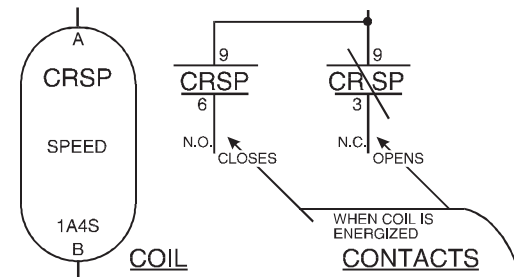 A
CRSP
SPEED
1A4S
B
COIL
9
CRSP
6
N.O.
CLOSES
9
CRSP
3
N.C.
OPENS
WHEN COIL IS
ENERGIZED
CONTACTS